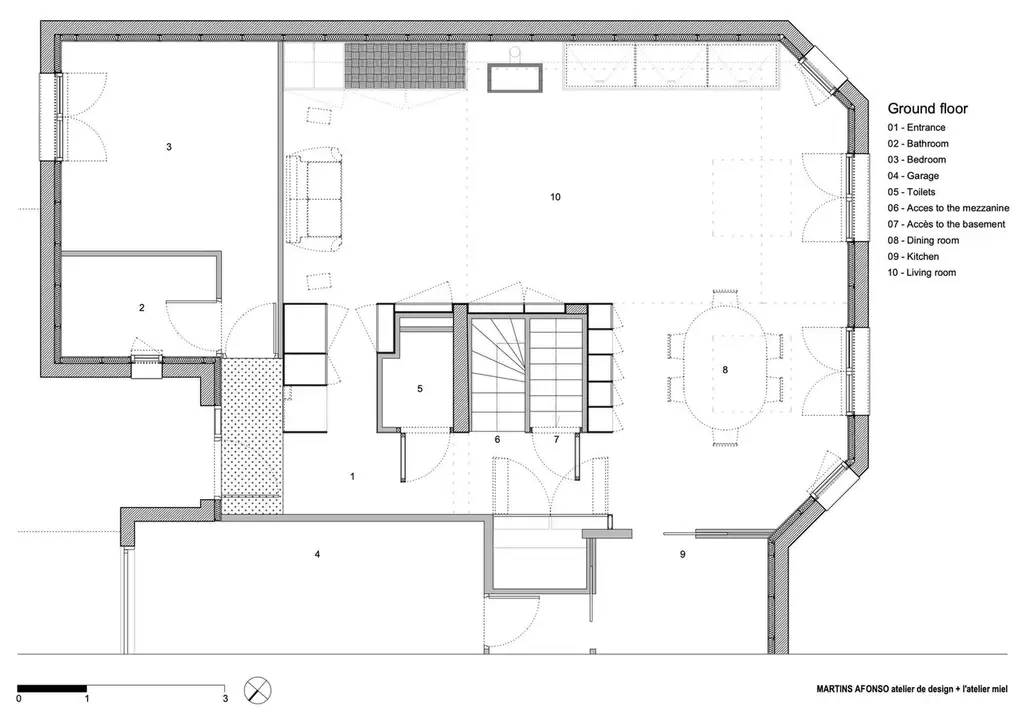 3
10
2
8
5
6
7
1
4
9
Ground floor
01 - Entrance
02 - Bathroom
03 - Bedroom
04 - Garage
05 - Toilets
06 - Acces to the mezzanine
07 - Accès to the basement
08 - Dining room
09 - Kitchen
10 - Living room
0 1 3
MARTINS AFONSO atelier de design + l'atelier miel